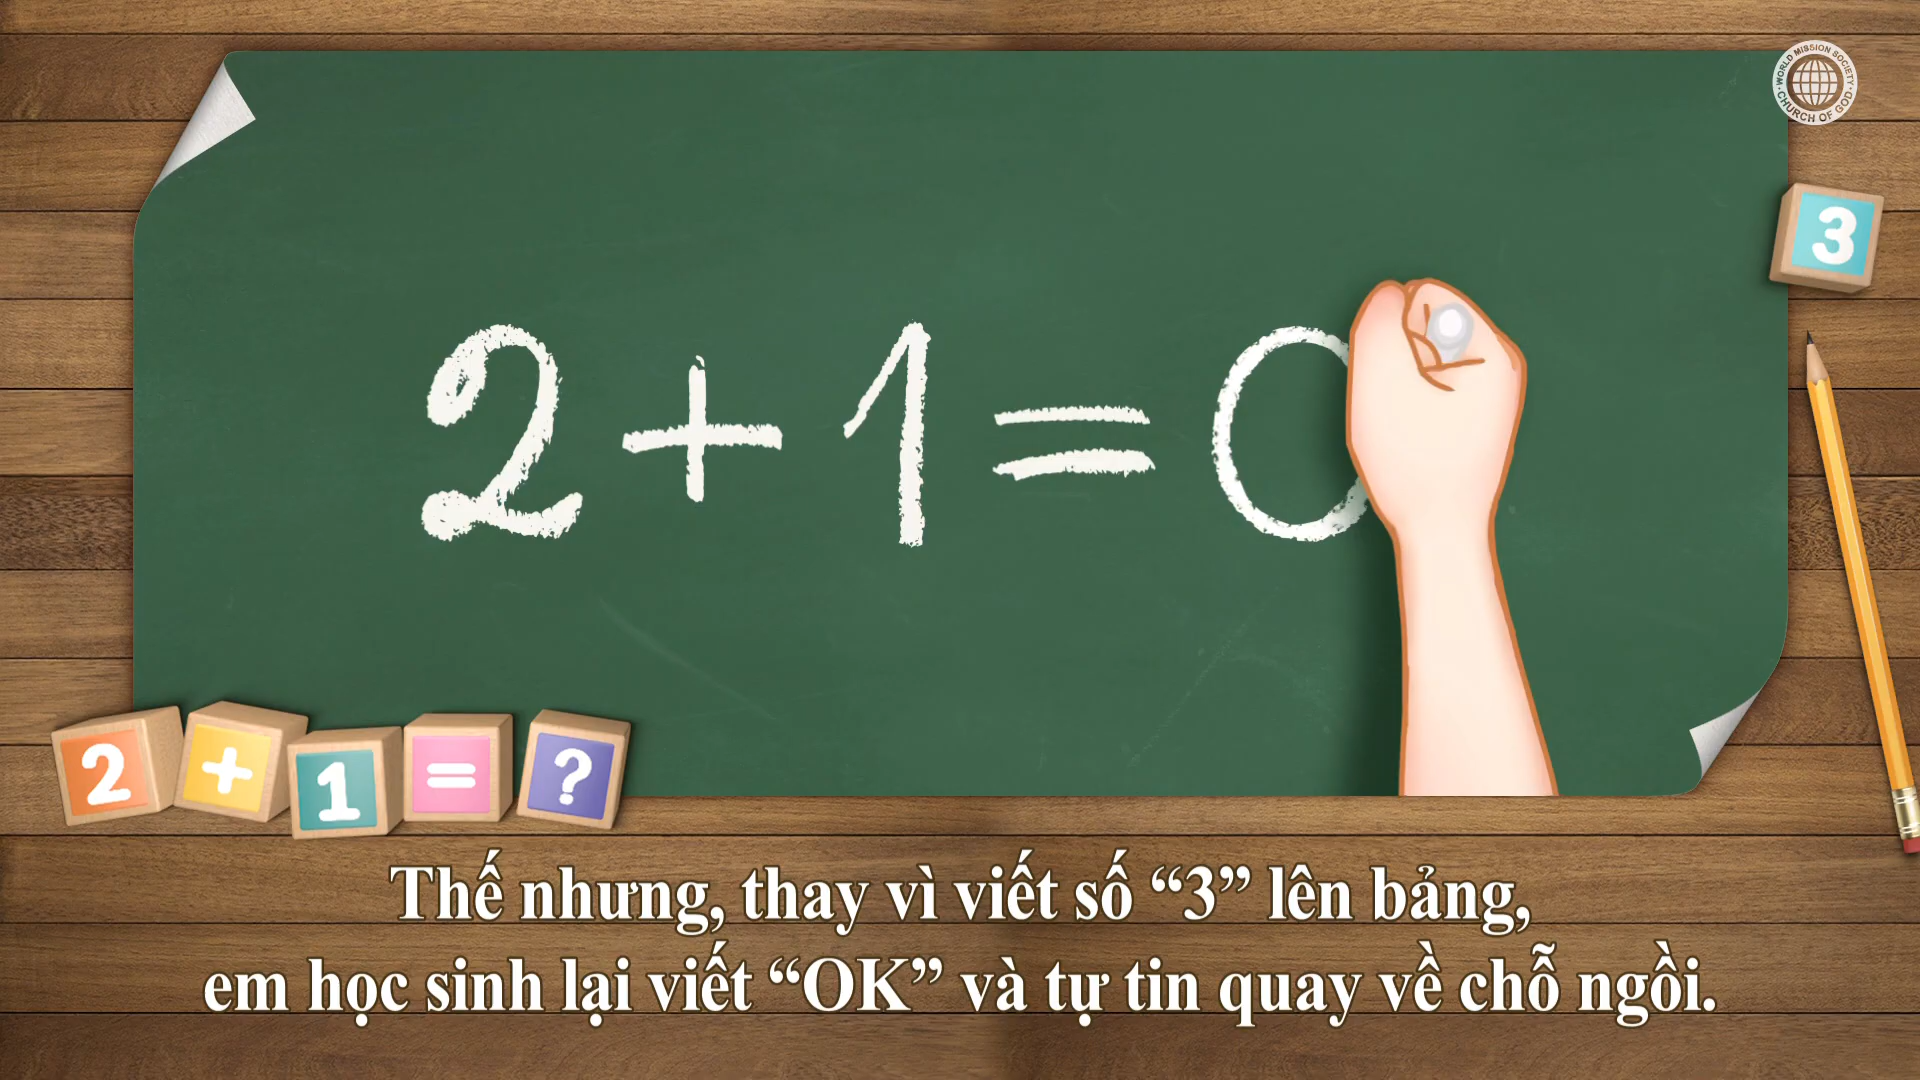 WORLD MISSION SOCIETY
CHURCH OF GOD
3
2+1=O
2 + 1 = ?
Thế nhưng, thay vì viết số “3” lên bảng,
em học sinh lại viết “OK” và tự tin quay về chỗ ngồi.